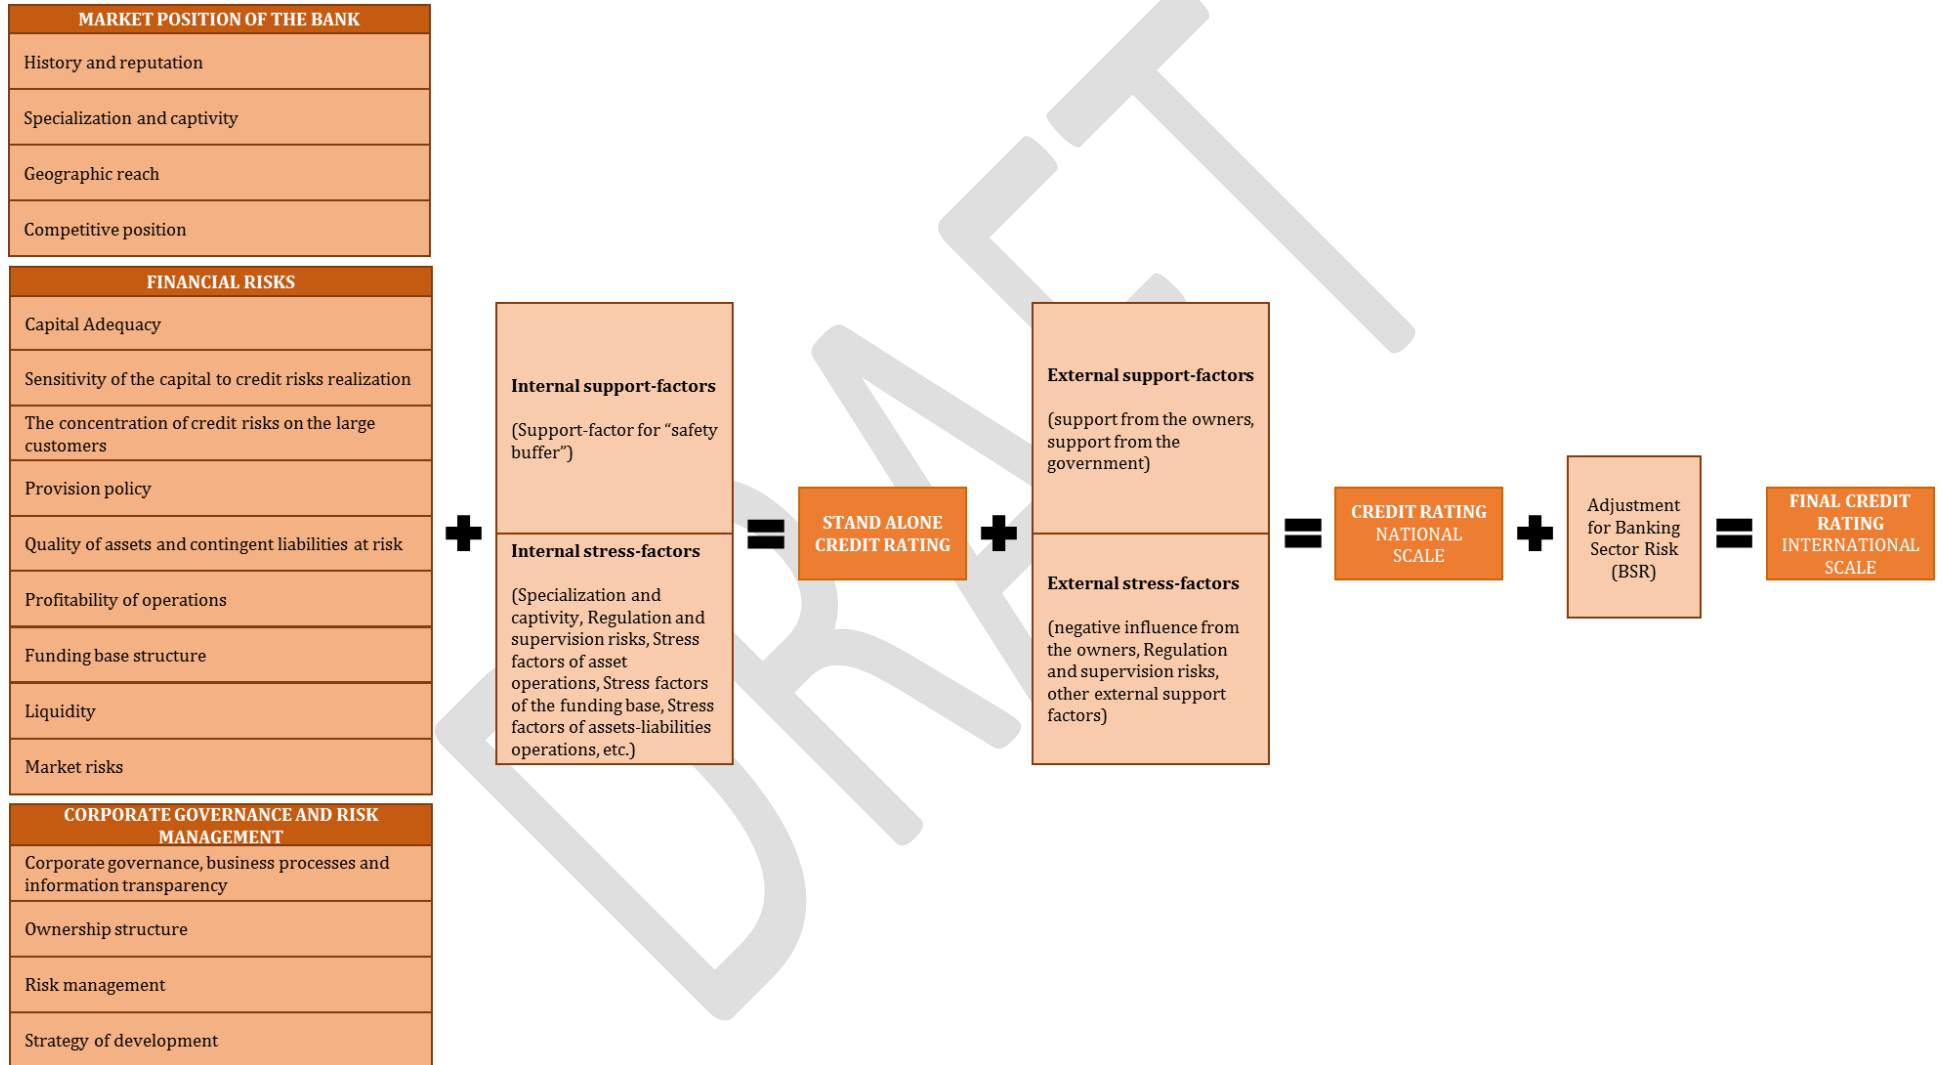 MARKET POSITION OF THE BANK
History and reputation
Specialization and captivity
Geographic reach
Competitive position
FINANCIAL RISKS
Capital Adequacy
Sensitivity of the capital to credit risks realization
The concentration of credit risks on the large
customers
Provision policy
Quality of assets and contingent liabilities at risk
Profitability of operations
Funding base structure
Liquidity
Market risks
CORPORATE GOVERNANCE AND RISK
MANAGEMENT
Corporate governance, business processes and
information transparency
Ownership structure
Risk management
Strategy of development
Internal support-factors
(Support-factor for “safety
buffer”)
Internal stress-factors
(Specialization and
captivity, Regulation and
supervision risks, Stress
factors of asset
operations, Stress factors
of the funding base, Stress
factors of assets-liabilities
operations, etc.)
STAND ALONE
CREDIT RATING
External support-factors
(support from the owners,
support from the
government)
External stress-factors
(negative influence from
the owners, Regulation
and supervision risks,
other external support
factors)
CREDIT RATING
NATIONAL
SCALE
Adjustment
for Banking
Sector Risk
(BSR)
FINAL CREDIT
RATING
INTERNATIONAL
SCALE
DRAFT